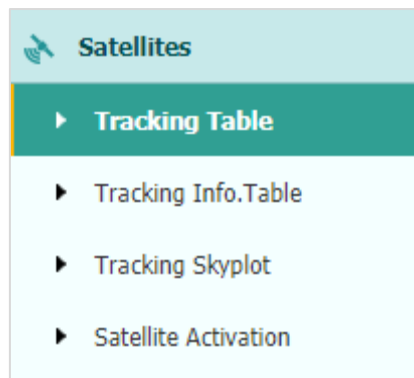 Satellites
Tracking Table
Tracking Info.Table
Tracking Skyplot
Satellite Activation